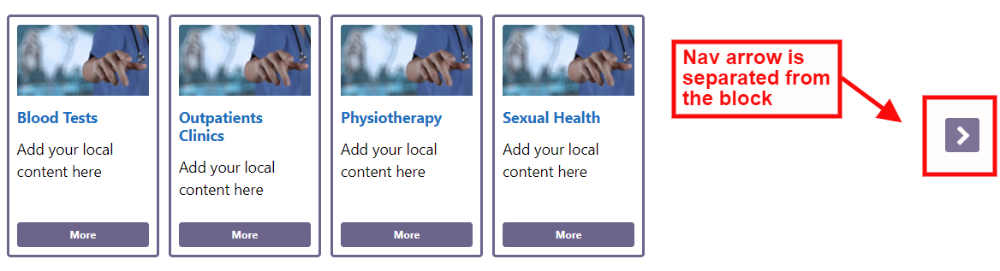 Blood Tests
Add your local
content here
More
Outpatients
Clinics
Add your local
content here
More
Physiotherapy
Add your local
content here
More
Sexual Health
Add your local
content here
More
Nav arrow is
separated from
the block